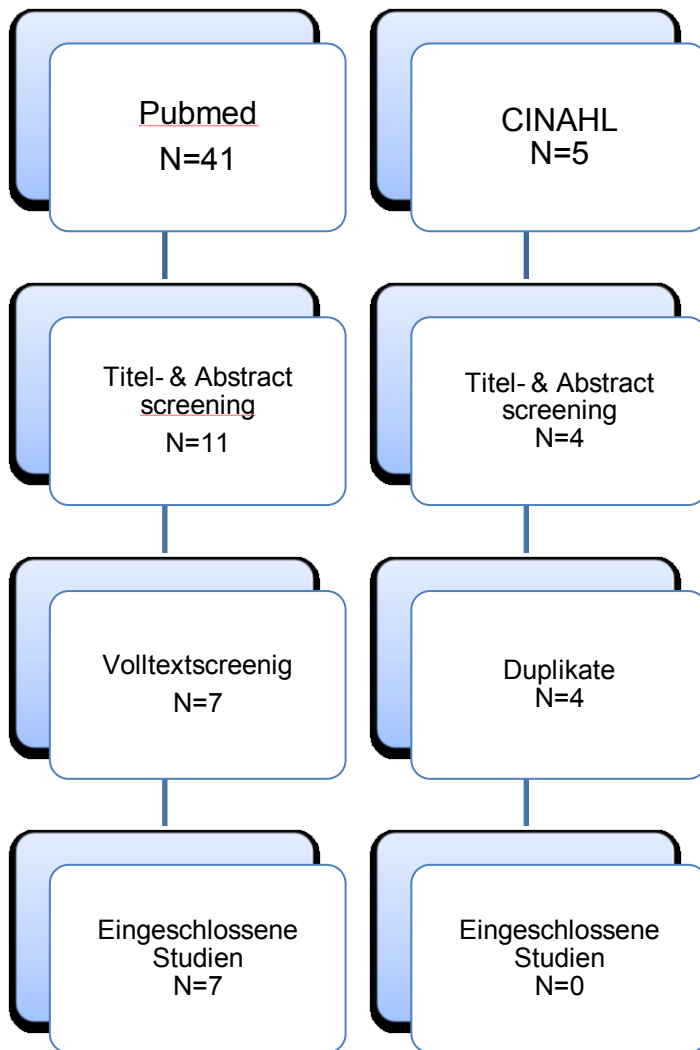 Pubmed
N=41
CINAHL
N=5
Titel- & Abstract
screening
N=11
Titel- & Abstract
screening
N=4
Volltextscreenig
N=7
Duplikate
N=4
Eingeschlossene
Studien
N=7
Eingeschlossene
Studien
N=0